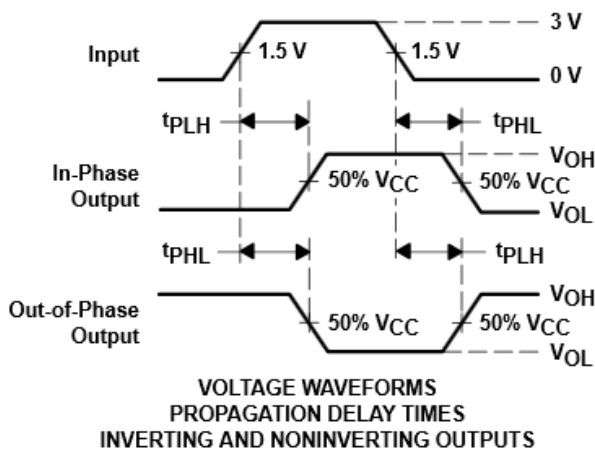 3 V
Input
1.5 V
1.5 V
0 V
tPLH
tPHL
VOH
In-Phase
Output
50% VCC
50% VCC
VOL
tPHL
tPLH
Out-of-Phase
Output
VOH
50% VCC
50% VCC
VOL
VOLTAGE WAVEFORMS
PROPAGATION DELAY TIMES
INVERTING AND NONINVERTING OUTPUTS